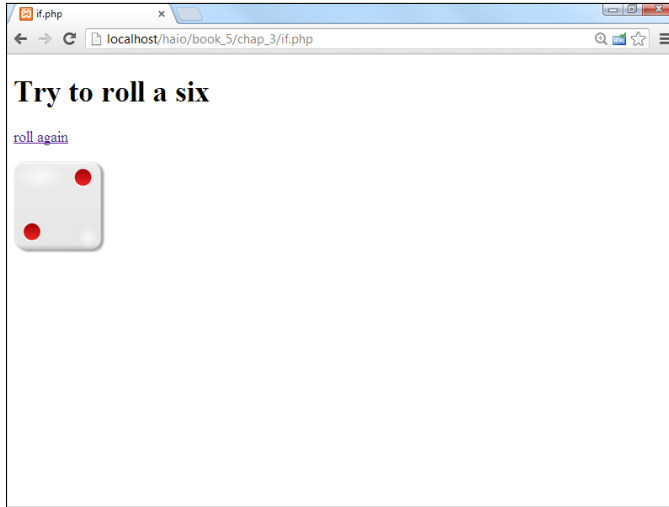 if.php
localhost/haio/book_5/chap_3/if.php
Try to roll a six
roll again